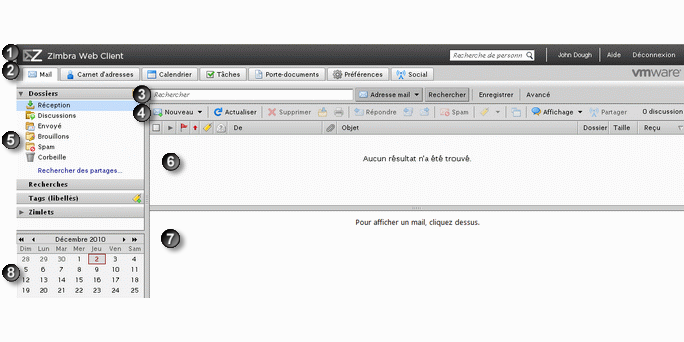 1 Zimbra Web Client Recherche de personn John Dough Aide Déconnexion
2 Mail Carnet d'adresses Calendrier Tâches Porte-documents Préférences Social vmware
Dossiers 3 Rechercher Adresse mail Rechercher Enregistrer Avancé
Réception 4 Nouveau Actualiser Supprimer Répondre Spam Affichage Partager 0 discussion
Discussions
Envoyé De Objet Dossier Taille Reçu
5 Brouillons
Spam
Corbeille 6 Aucun résultat n'a été trouvé.
Rechercher des partages...
Recherches
Tags (libellés)
Zimlets
Pour afficher un mail, cliquez dessus.
7
Décembre 2010
Dim Lun Mar Mer Jeu Ven Sam
28 29 30 1 2 3 4
8 5 6 7 8 9 10 11
12 13 14 15 16 17 18
19 20 21 22 23 24 25